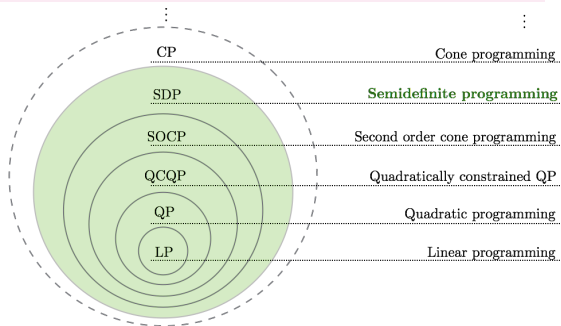 ⋮ ⋮
CP Cone programming
SDP Semidefinite programming
SOCP Second order cone programming
QCQP Quadratically constrained QP
QP Quadratic programming
LP Linear programming